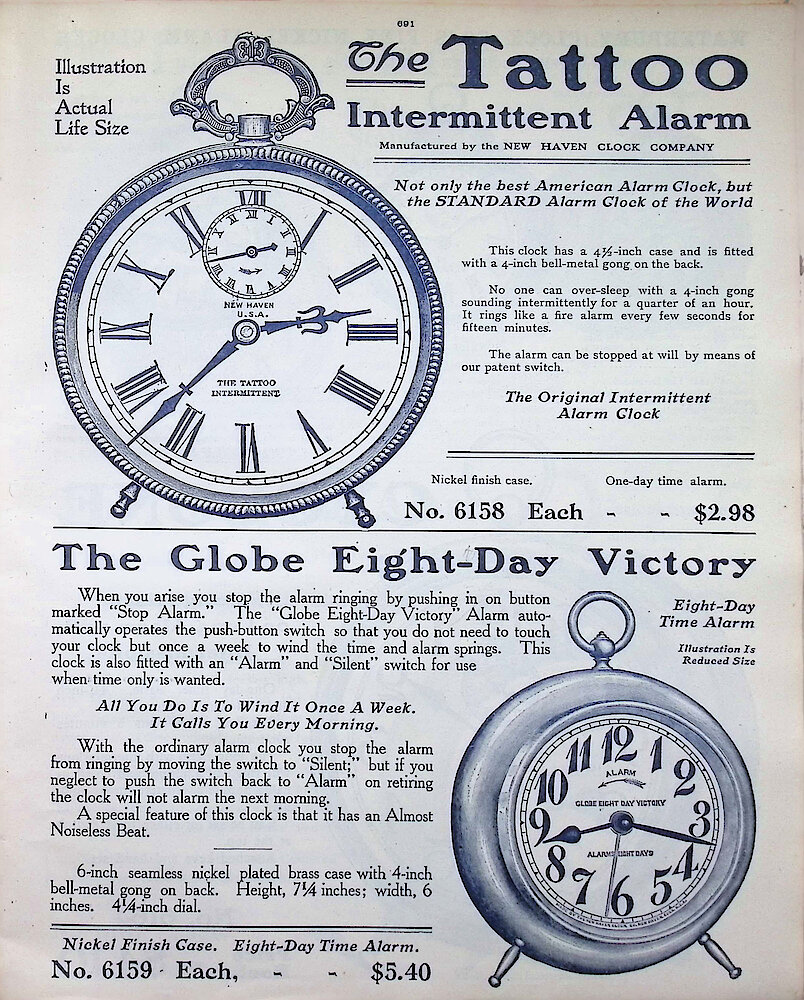 691
Illustration
Is
Actual
Life Size
The Tattoo
Intermittent Alarm
Manufactured by the NEW HAVEN CLOCK COMPANY
Not only the best American Alarm Clock, but
the STANDARD Alarm Clock of the World
This clock has a 4½-inch case and is fitted
with a 4-inch bell-metal gong on the back.
No one can over-sleep with a 4-inch gong
sounding intermittently for a quarter of an hour.
It rings like a fire alarm every few seconds for
fifteen minutes.
The alarm can be stopped at will by means of
our patent switch.
The Original Intermittent
Alarm Clock
NEW HAVEN
U.S.A.
THE TATTOO
INTERMITTENT
Nickel finish case. One-day time alarm.
No. 6158 Each - - $2.98
The Globe Eight-Day Victory
When you arise you stop the alarm ringing by pushing in on button
marked "Stop Alarm." The "Globe Eight-Day Victory" Alarm auto-
matically operates the push-button switch so that you do not need to touch
your clock but once a week to wind the time and alarm springs. This
clock is also fitted with an "Alarm" and "Silent" switch for use
when time only is wanted.
Eight-Day
Time Alarm
Illustration Is
Reduced Size
All You Do Is To Wind It Once A Week.
It Calls You Every Morning.
With the ordinary alarm clock you stop the alarm
from ringing by moving the switch to "Silent;" but if you
neglect to push the switch back to "Alarm" on retiring
the clock will not alarm the next morning.
A special feature of this clock is that it has an Almost
Noiseless Beat.
6-inch seamless nickel plated brass case with 4-inch
bell-metal gong on back. Height, 7¼ inches; width, 6
inches. 4¼-inch dial.
12
1
2
3
4
5
6
7
8
9
10
11
ALARM
GLOBE EIGHT DAY VICTORY
ALARMS EIGHT DAYS
Nickel Finish Case. Eight-Day Time Alarm.
No. 6159 Each, - - $5.40